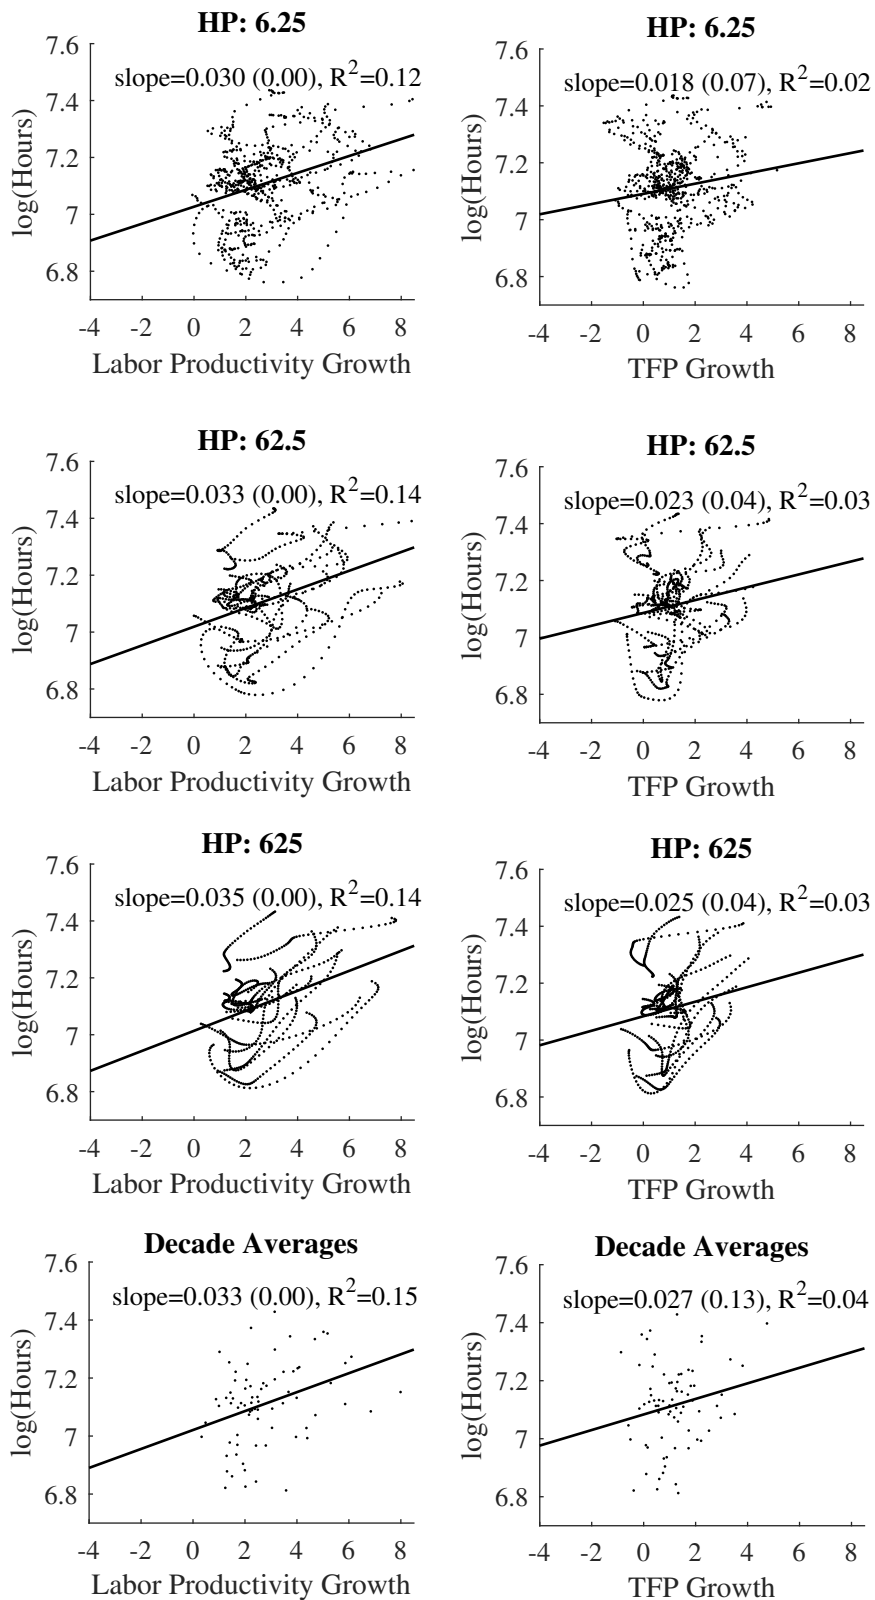 HP: 6.25
7.6
7.4
7.2
7
6.8
log(Hours)
slope=0.030 (0.00), R²=0.12
-4 -2 0 2 4 6 8
Labor Productivity Growth
HP: 6.25
7.6
7.4
7.2
7
6.8
log(Hours)
slope=0.018 (0.07), R²=0.02
-4 -2 0 2 4 6 8
TFP Growth
HP: 62.5
7.6
7.4
7.2
7
6.8
log(Hours)
slope=0.033 (0.00), R²=0.14
-4 -2 0 2 4 6 8
Labor Productivity Growth
HP: 62.5
7.6
7.4
7.2
7
6.8
log(Hours)
slope=0.023 (0.04), R²=0.03
-4 -2 0 2 4 6 8
TFP Growth
HP: 625
7.6
7.4
7.2
7
6.8
log(Hours)
slope=0.035 (0.00), R²=0.14
-4 -2 0 2 4 6 8
Labor Productivity Growth
HP: 625
7.6
7.4
7.2
7
6.8
log(Hours)
slope=0.025 (0.04), R²=0.03
-4 -2 0 2 4 6 8
TFP Growth
Decade Averages
7.6
7.4
7.2
7
6.8
log(Hours)
slope=0.033 (0.00), R²=0.15
-4 -2 0 2 4 6 8
Labor Productivity Growth
Decade Averages
7.6
7.4
7.2
7
6.8
log(Hours)
slope=0.027 (0.13), R²=0.04
-4 -2 0 2 4 6 8
TFP Growth